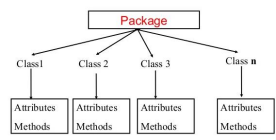 Package
Class1 Class 2 Class 3 Class n
Attributes Attributes Attributes Attributes
Methods Methods Methods Methods